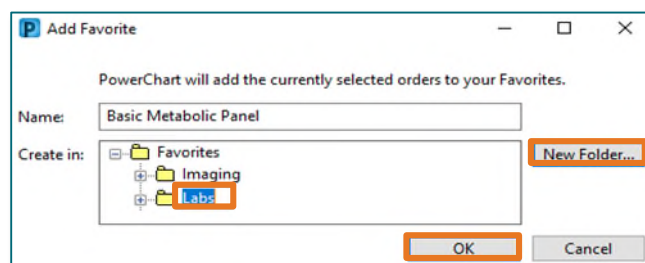 P Add Favorite
PowerChart will add the currently selected orders to your Favorites.
Name: Basic Metabolic Panel
Create in: Favorites
New Folder...
Imaging
Labs
OK Cancel